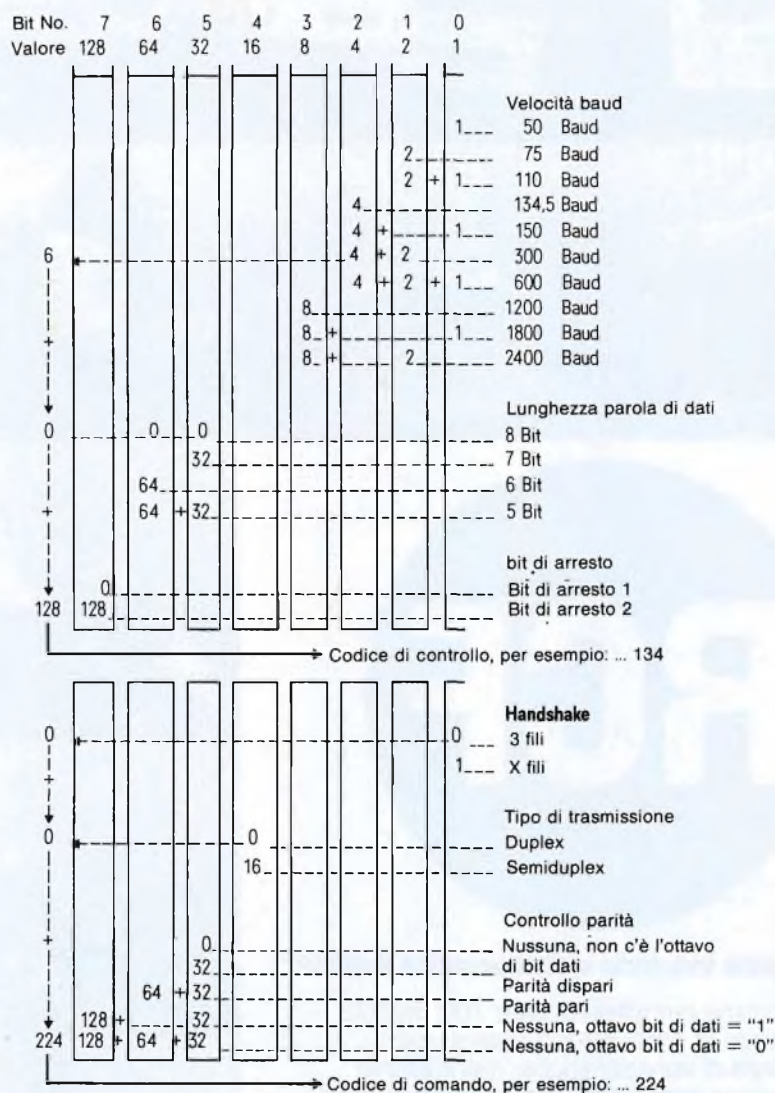 Bit No. 7 6 5 4 3 2 1 0
Valore 128 64 32 16 8 4 2 1
Velocità baud
1 50 Baud
2 75 Baud
2 + 1 110 Baud
4 134,5 Baud
4 + 1 150 Baud
6 4 + 2 300 Baud
4 + 2 + 1 600 Baud
8 1200 Baud
+ 8 + 1 1800 Baud
8 + 2 2400 Baud
Lunghezza parola di dati
0 0 0 8 Bit
32 7 Bit
64 6 Bit
+ 64 + 32 5 Bit
bit di arresto
0 Bit di arresto 1
128 128 Bit di arresto 2
Codice di controllo, per esempio: ... 134
Handshake
0 0 3 fili
+ 1 X fili
Tipo di trasmissione
0 0 Duplex
16 Semiduplex
Controllo parità
0 Nussuna, non c'è l'ottavo
+ 32 di bit dati
64 + 32 Parità dispari
Parità pari
128 + 32 Nessuna, ottavo bit di dati = "1"
224 128 + 64 + 32 Nessuna, ottavo bit di dati = "0"
Codice di comando, per esempio: ... 224